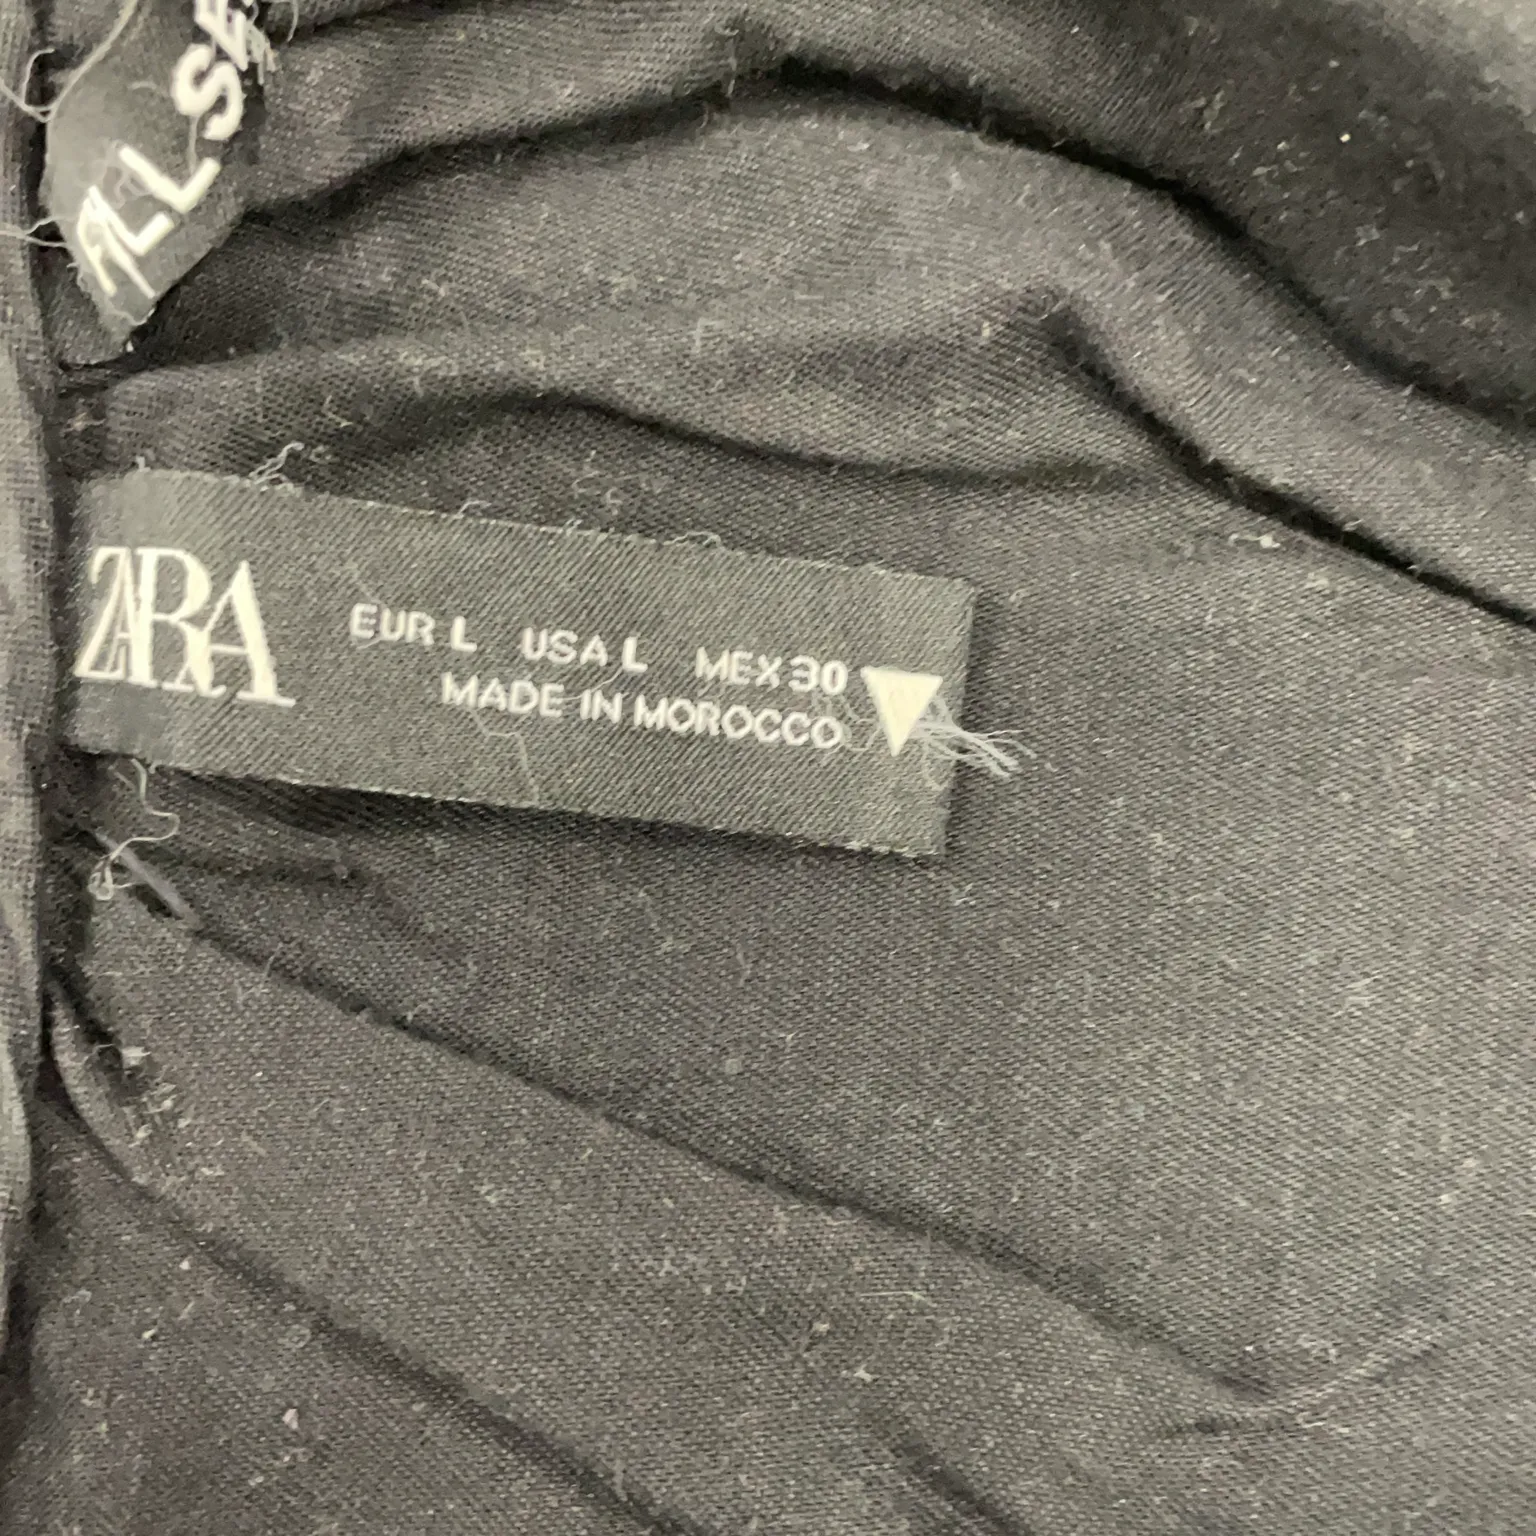 ZARA
EUR L USA L MEX 30
MADE IN MOROCCO